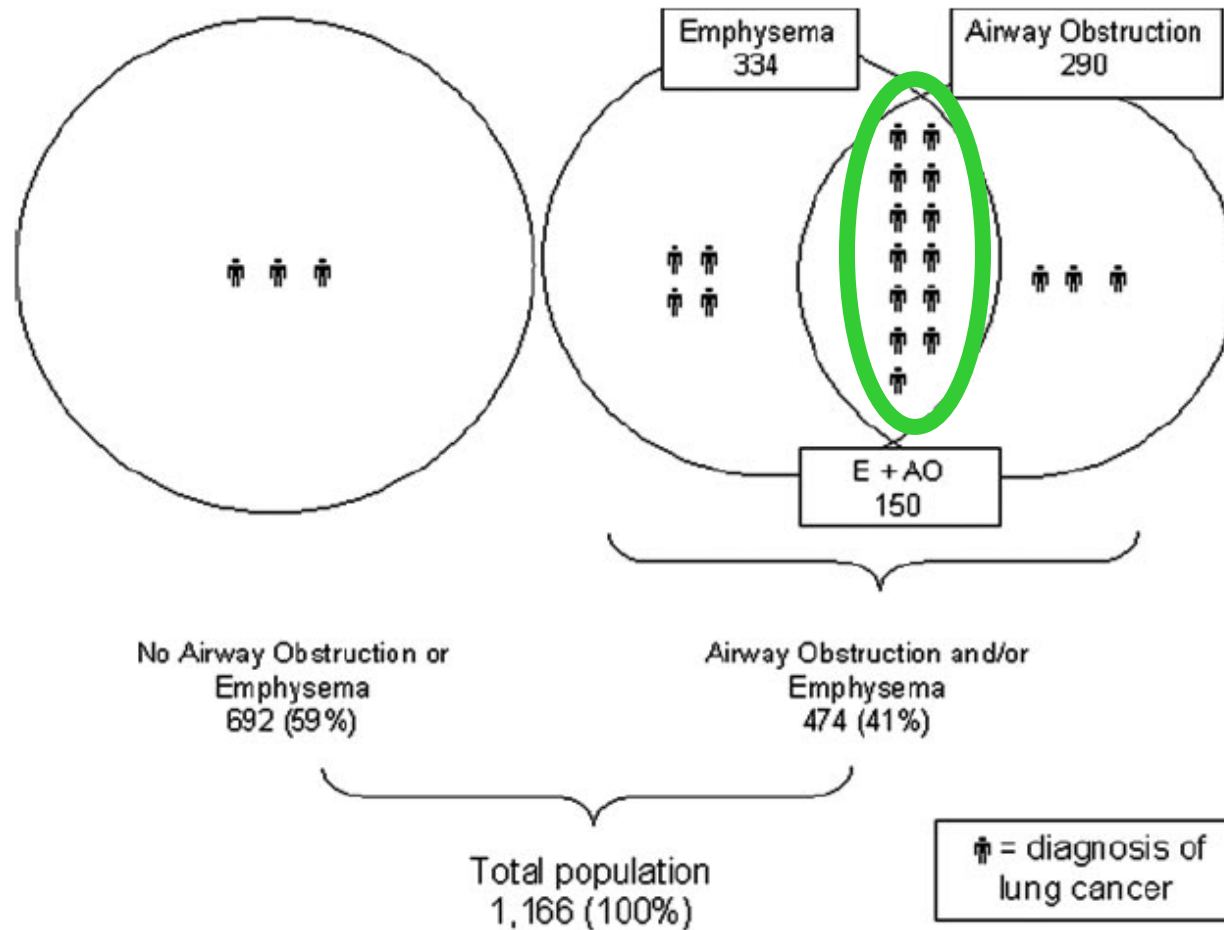 Emphysema
334
Airway Obstruction
290
E + AO
150
No Airway Obstruction or
Emphysema
692 (59%)
Airway Obstruction and/or
Emphysema
474 (41%)
Total population
1,166 (100%)
= diagnosis of
lung cancer